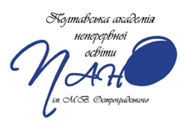 Полтавська академія
неперервної
освіти
ПАНО
ім. М.В. Остроградського